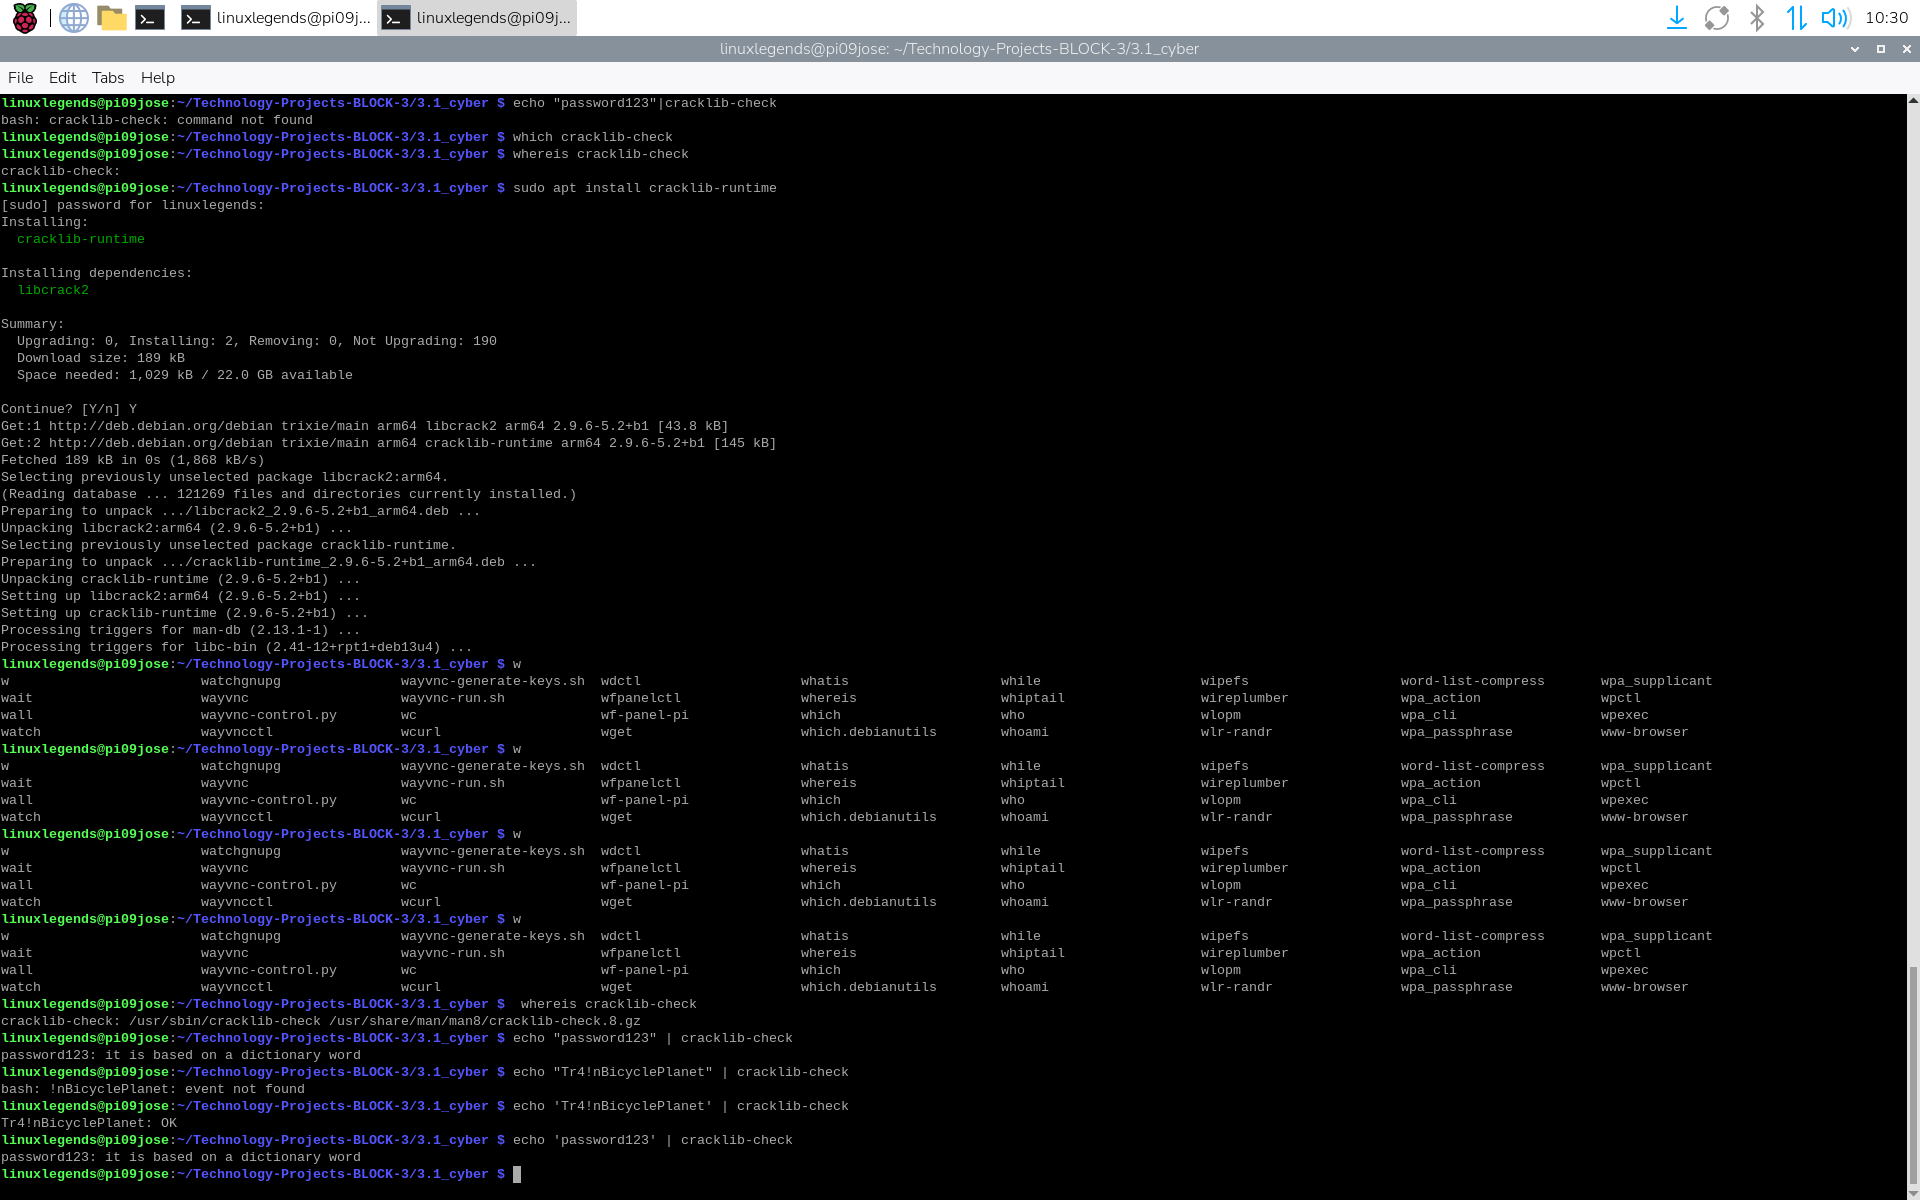 linuxlegends@pi09j... linuxlegends@pi09j... 10:30
linuxlegends@pi09jose: ~/Technology-Projects-BLOCK-3/3.1_cyber
File Edit Tabs Help
linuxlegends@pi09jose:~/Technology-Projects-BLOCK-3/3.1_cyber $ echo "password123"|cracklib-check
bash: cracklib-check: command not found
linuxlegends@pi09jose:~/Technology-Projects-BLOCK-3/3.1_cyber $ which cracklib-check
linuxlegends@pi09jose:~/Technology-Projects-BLOCK-3/3.1_cyber $ whereis cracklib-check
cracklib-check:
linuxlegends@pi09jose:~/Technology-Projects-BLOCK-3/3.1_cyber $ sudo apt install cracklib-runtime
[sudo] password for linuxlegends:
Installing:
  cracklib-runtime

Installing dependencies:
  libcrack2

Summary:
  Upgrading: 0, Installing: 2, Removing: 0, Not Upgrading: 190
  Download size: 189 kB
  Space needed: 1,029 kB / 22.0 GB available

Continue? [Y/n] Y
Get:1 http://deb.debian.org/debian trixie/main arm64 libcrack2 arm64 2.9.6-5.2+b1 [43.8 kB]
Get:2 http://deb.debian.org/debian trixie/main arm64 cracklib-runtime arm64 2.9.6-5.2+b1 [145 kB]
Fetched 189 kB in 0s (1,868 kB/s)
Selecting previously unselected package libcrack2:arm64.
(Reading database ... 121269 files and directories currently installed.)
Preparing to unpack .../libcrack2_2.9.6-5.2+b1_arm64.deb ...
Unpacking libcrack2:arm64 (2.9.6-5.2+b1) ...
Selecting previously unselected package cracklib-runtime.
Preparing to unpack .../cracklib-runtime_2.9.6-5.2+b1_arm64.deb ...
Unpacking cracklib-runtime (2.9.6-5.2+b1) ...
Setting up libcrack2:arm64 (2.9.6-5.2+b1) ...
Setting up cracklib-runtime (2.9.6-5.2+b1) ...
Processing triggers for man-db (2.13.1-1) ...
Processing triggers for libc-bin (2.41-12+rpt1+deb13u4) ...
linuxlegends@pi09jose:~/Technology-Projects-BLOCK-3/3.1_cyber $ w
w watchgnupg wayvnc-generate-keys.sh wdctl whatis while wipefs word-list-compress wpa_supplicant
wait wayvnc wayvnc-run.sh wfpanelctl whereis whiptail wireplumber wpa_action wpctl
wall wayvnc-control.py wc wf-panel-pi which who wlopm wpa_cli wpexec
watch wayvncctl wcurl wget which.debianutils whoami wlr-randr wpa_passphrase www-browser
linuxlegends@pi09jose:~/Technology-Projects-BLOCK-3/3.1_cyber $ w
w watchgnupg wayvnc-generate-keys.sh wdctl whatis while wipefs word-list-compress wpa_supplicant
wait wayvnc wayvnc-run.sh wfpanelctl whereis whiptail wireplumber wpa_action wpctl
wall wayvnc-control.py wc wf-panel-pi which who wlopm wpa_cli wpexec
watch wayvncctl wcurl wget which.debianutils whoami wlr-randr wpa_passphrase www-browser
linuxlegends@pi09jose:~/Technology-Projects-BLOCK-3/3.1_cyber $ w
w watchgnupg wayvnc-generate-keys.sh wdctl whatis while wipefs word-list-compress wpa_supplicant
wait wayvnc wayvnc-run.sh wfpanelctl whereis whiptail wireplumber wpa_action wpctl
wall wayvnc-control.py wc wf-panel-pi which who wlopm wpa_cli wpexec
watch wayvncctl wcurl wget which.debianutils whoami wlr-randr wpa_passphrase www-browser
linuxlegends@pi09jose:~/Technology-Projects-BLOCK-3/3.1_cyber $ w
w watchgnupg wayvnc-generate-keys.sh wdctl whatis while wipefs word-list-compress wpa_supplicant
wait wayvnc wayvnc-run.sh wfpanelctl whereis whiptail wireplumber wpa_action wpctl
wall wayvnc-control.py wc wf-panel-pi which who wlopm wpa_cli wpexec
watch wayvncctl wcurl wget which.debianutils whoami wlr-randr wpa_passphrase www-browser
linuxlegends@pi09jose:~/Technology-Projects-BLOCK-3/3.1_cyber $  whereis cracklib-check
cracklib-check: /usr/sbin/cracklib-check /usr/share/man/man8/cracklib-check.8.gz
linuxlegends@pi09jose:~/Technology-Projects-BLOCK-3/3.1_cyber $ echo "password123" | cracklib-check
password123: it is based on a dictionary word
linuxlegends@pi09jose:~/Technology-Projects-BLOCK-3/3.1_cyber $ echo "Tr4!nBicyclePlanet" | cracklib-check
bash: !nBicyclePlanet: event not found
linuxlegends@pi09jose:~/Technology-Projects-BLOCK-3/3.1_cyber $ echo 'Tr4!nBicyclePlanet' | cracklib-check
Tr4!nBicyclePlanet: OK
linuxlegends@pi09jose:~/Technology-Projects-BLOCK-3/3.1_cyber $ echo 'password123' | cracklib-check
password123: it is based on a dictionary word
linuxlegends@pi09jose:~/Technology-Projects-BLOCK-3/3.1_cyber $